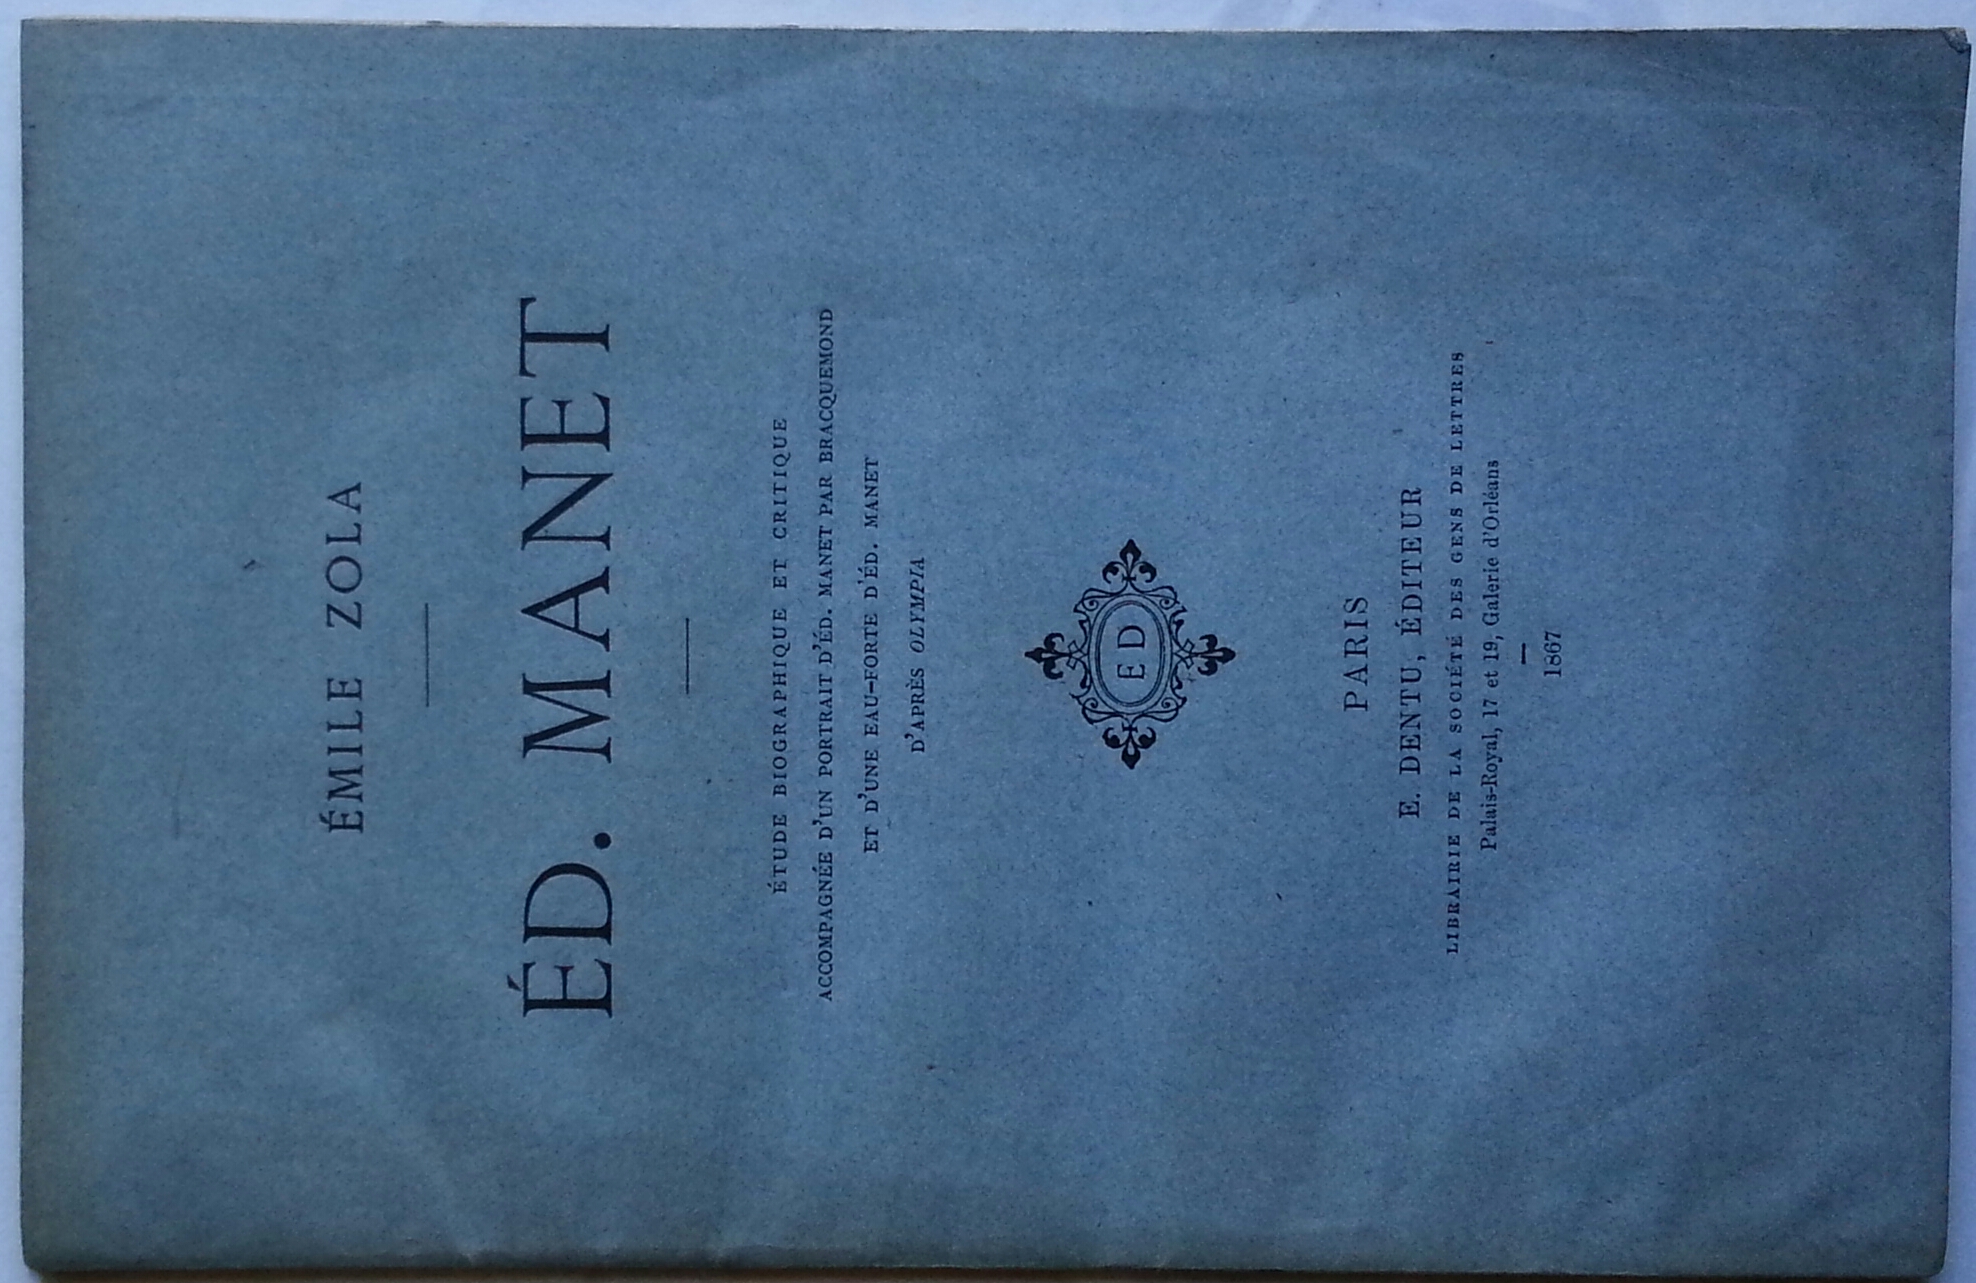 ÉMILE ZOLA
ÉD. MANET
ÉTUDE BIOGRAPHIQUE ET CRITIQUE
ACCOMPAGNÉE D'UN PORTRAIT D'ÉD. MANET PAR BRACQUEMOND
ET D'UNE EAU-FORTE D'ÉD. MANET
D'APRÈS OLYMPIA
ED
PARIS
E. DENTU, ÉDITEUR
LIBRAIRIE DE LA SOCIÉTÉ DES GENS DE LETTRES
Palais-Royal, 17 et 19, Galerie d'Orléans
1867